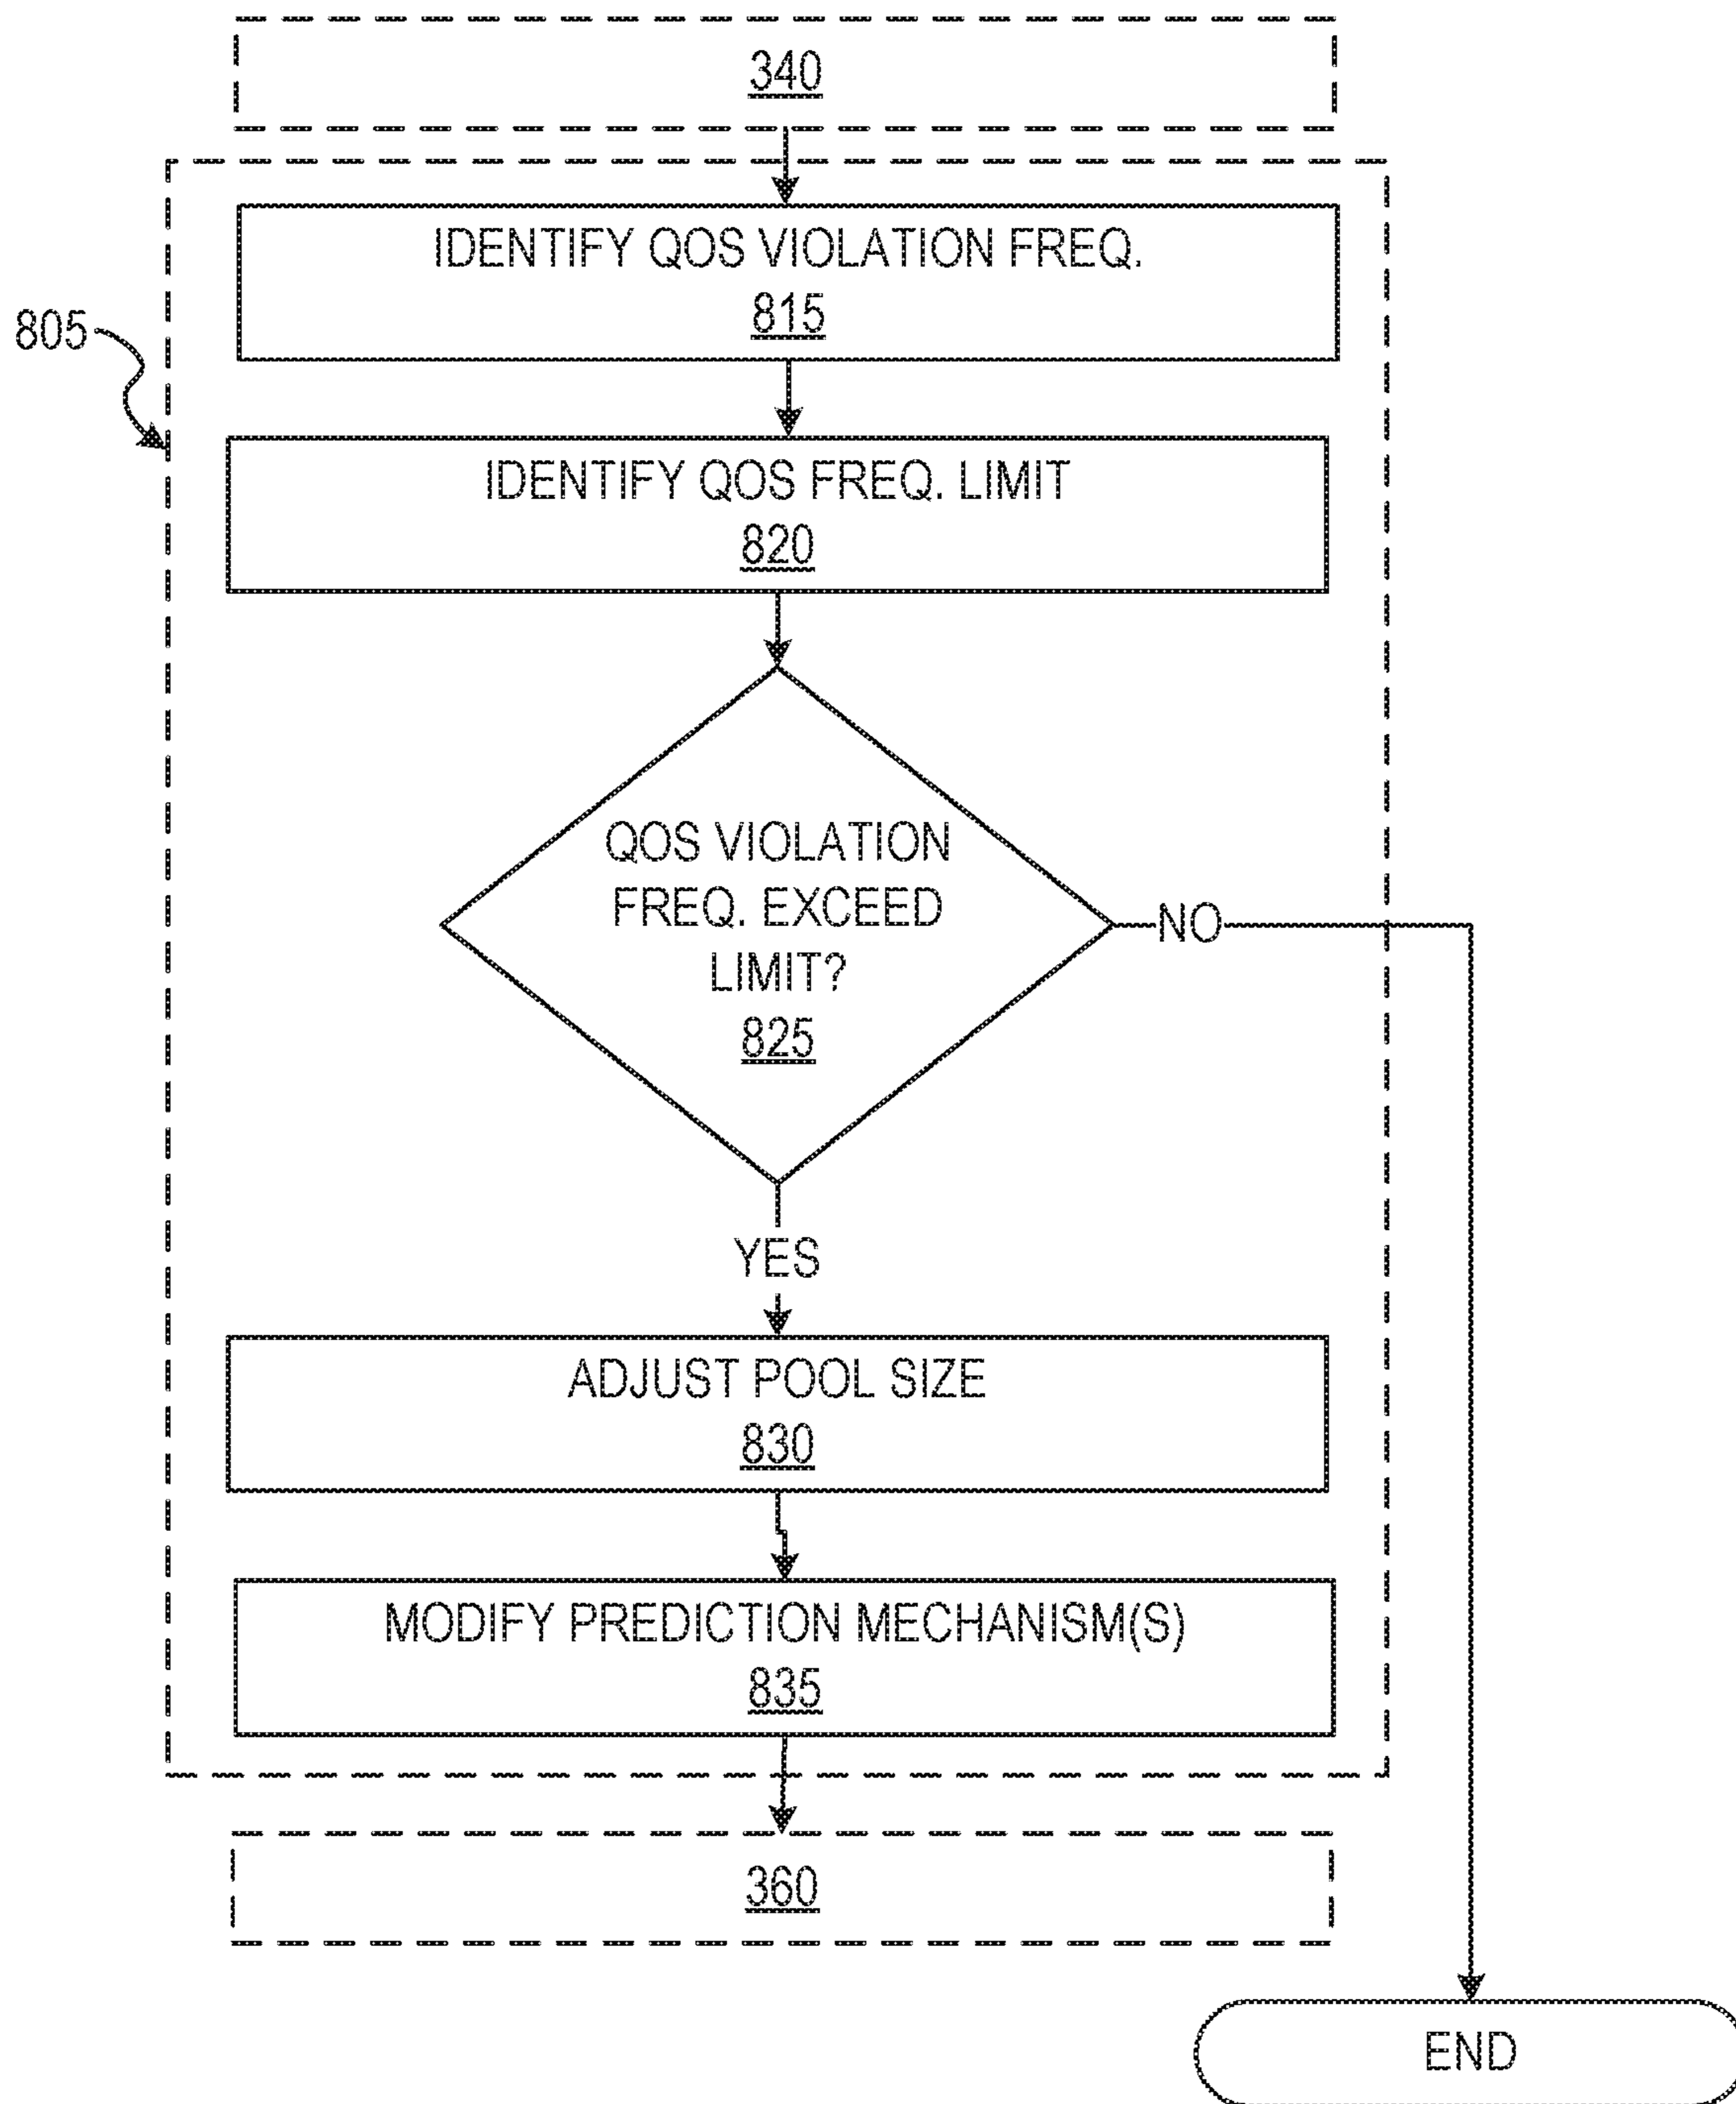 340
IDENTIFY QOS VIOLATION FREQ.
815
805
IDENTIFY QOS FREQ. LIMIT
820
QOS VIOLATION
FREQ. EXCEED
LIMIT?
825
NO
YES
ADJUST POOL SIZE
830
MODIFY PREDICTION MECHANISM(S)
835
360
END